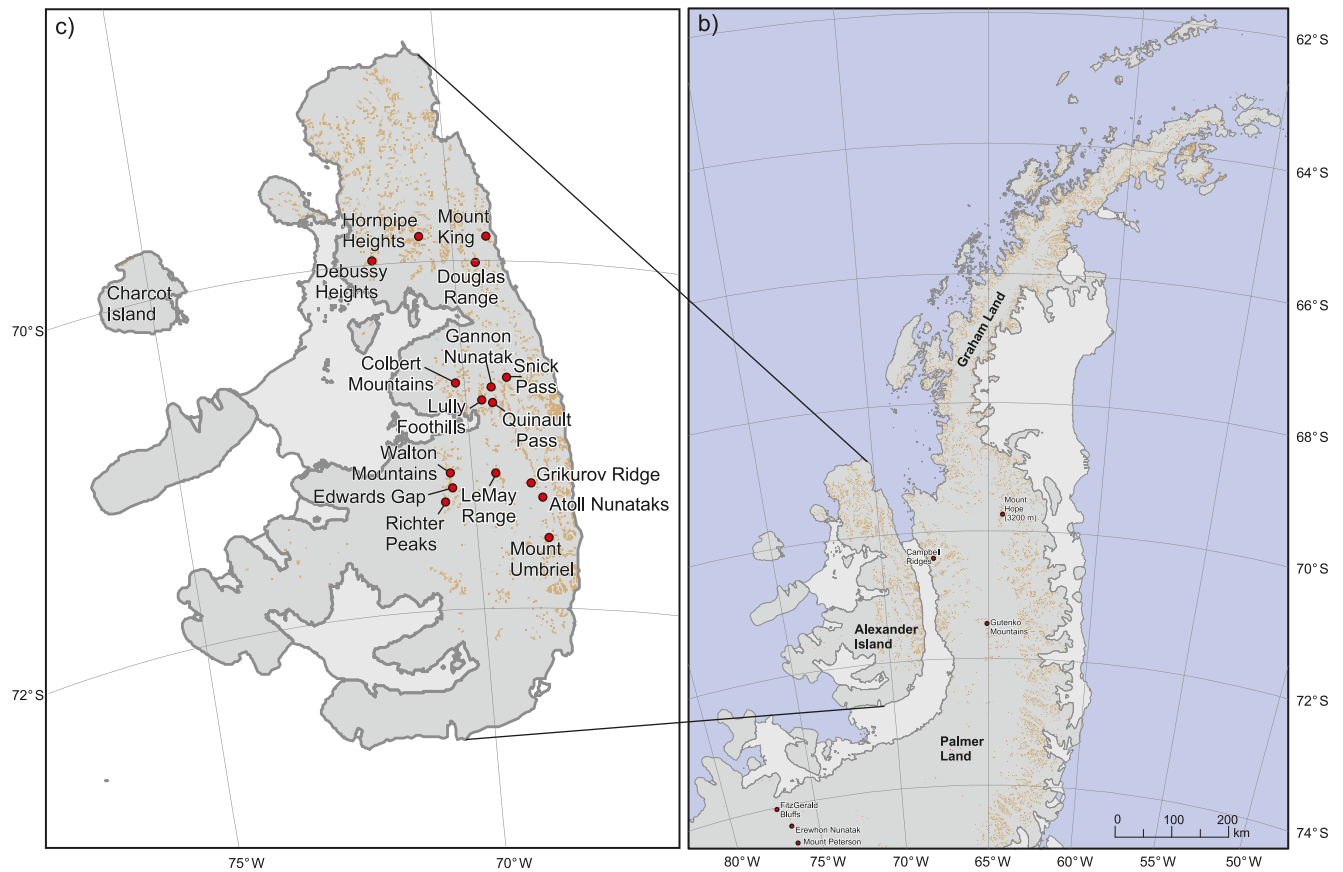 c)
Hornpipe
Heights
Mount
King
Debussy
Heights
Douglas
Range
Charcot
Island
70°S
Gannon
Nunatak
Snick
Pass
Colbert
Mountains
Lully
Foothills
Quinault
Pass
Walton
Mountains
Grikurov Ridge
Edwards Gap
LeMay
Range
Atoll Nunataks
Richter
Peaks
Mount
Umbriel
72°S
75°W
70°W
b)
62°S
64°S
66°S
68°S
70°S
72°S
74°S
Graham Land
Mount
Hope
(3200 m)
Campbell
Ridges
Gutenko
Mountains
Alexander
Island
Palmer
Land
FitzGerald
Bluffs
Erewhon Nunatak
Mount Peterson
0 100 200
km
80°W
75°W
70°W
65°W
60°W
55°W
50°W